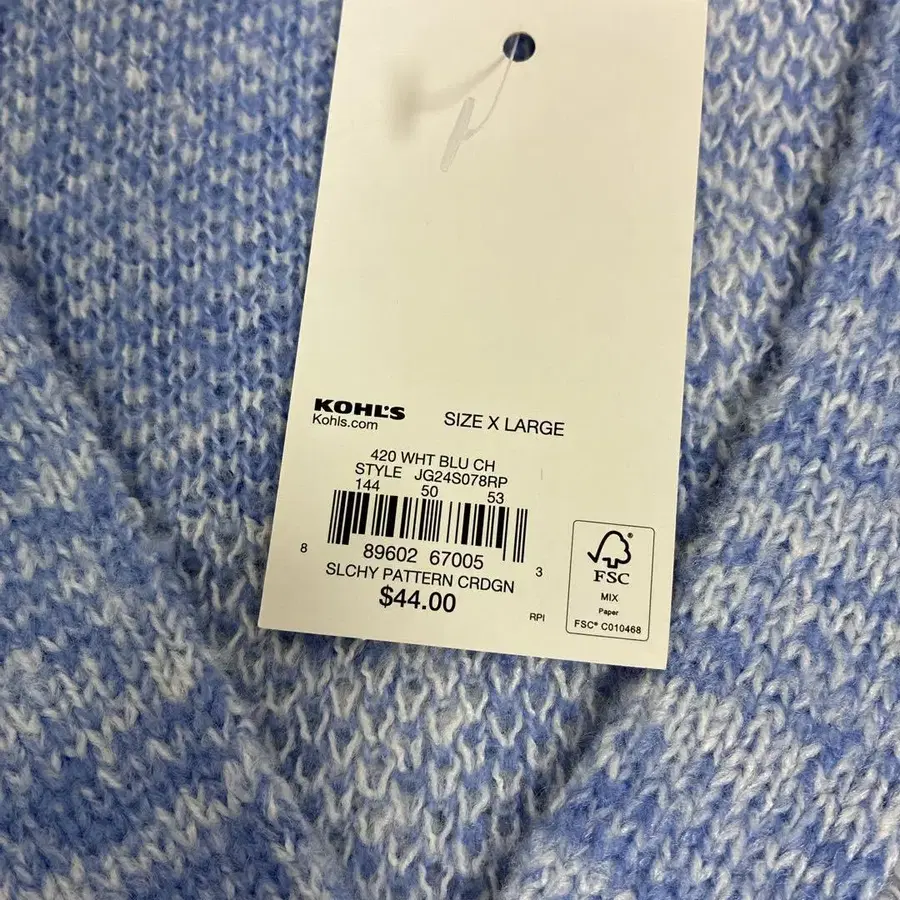 KOHL'S
Kohls.com
SIZE X LARGE
420 WHT BLU CH
STYLE JG24S078RP
144 50 53
8 89602 67005 3
SLCHY PATTERN CRDGN
$44.00
RPI
FSC®
MIX
Paper
FSC® C010468